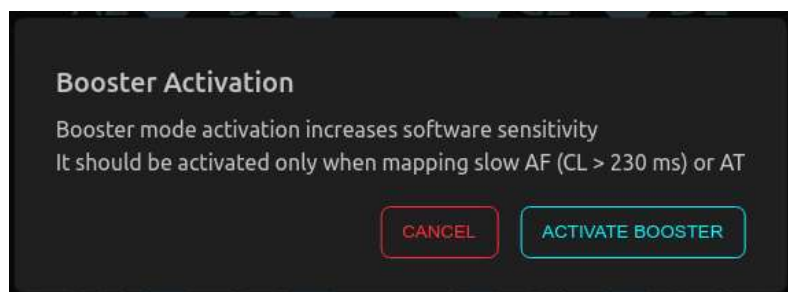 Booster Activation
Booster mode activation increases software sensitivity
It should be activated only when mapping slow AF (CL > 230 ms) or AT
CANCEL
ACTIVATE BOOSTER